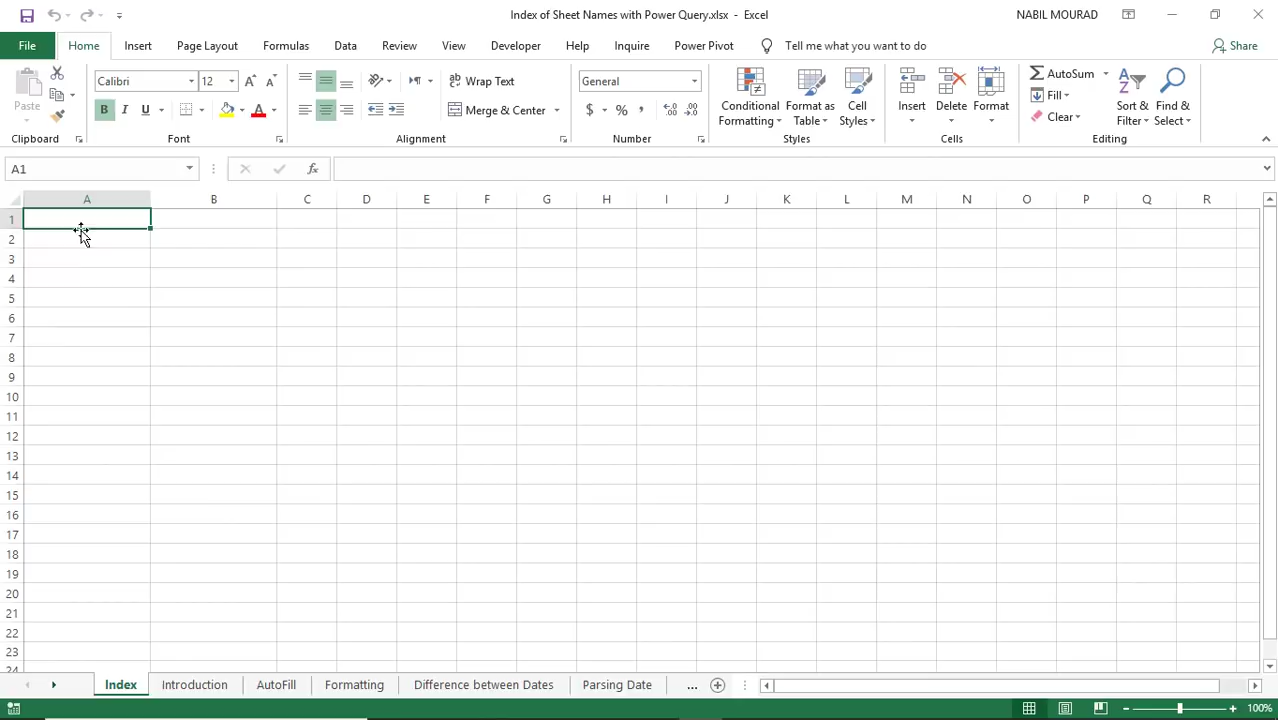 Index of Sheet Names with Power Query.xlsx - Excel
NABIL MOURAD
File Home Insert Page Layout Formulas Data Review View Developer Help Inquire Power Pivot Tell me what you want to do Share
Paste
Calibri 12
B I U
Wrap Text
Merge & Center
General
$ % ,
Conditional Formatting
Format as Table
Cell Styles
Insert Delete Format
AutoSum
Fill
Clear
Sort & Filter
Find & Select
Clipboard Font Alignment Number Styles Cells Editing
A1 fx
A B C D E F G H I J K L M N O P Q R
1
2
3
4
5
6
7
8
9
10
11
12
13
14
15
16
17
18
19
20
21
22
23
24
Index Introduction AutoFill Formatting Difference between Dates Parsing Date ...
100%